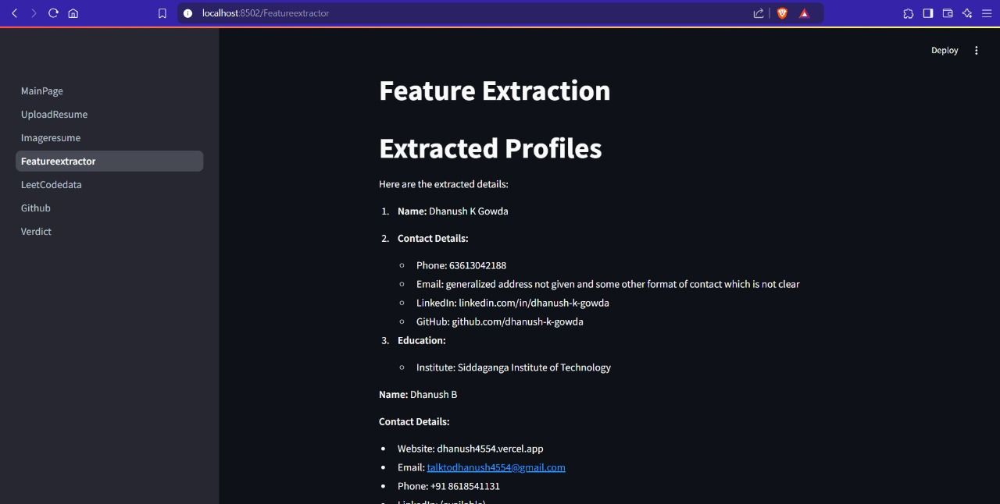 localhost:8502/Featureextractor
Deploy
MainPage
UploadResume
Imageresume
Featureextractor
LeetCodedata
Github
Verdict
Feature Extraction
Extracted Profiles
Here are the extracted details:
1. Name: Dhanush K Gowda
2. Contact Details:
Phone: 63613042188
Email: generalized address not given and some other format of contact which is not clear
LinkedIn: linkedin.com/in/dhanush-k-gowda
GitHub: github.com/dhanush-k-gowda
3. Education:
Institute: Siddaganga Institute of Technology
Name: Dhanush B
Contact Details:
Website: dhanush4554.vercel.app
Email: talktodhanush4554@gmail.com
Phone: +91 8618541131
LinkedIn: (available)